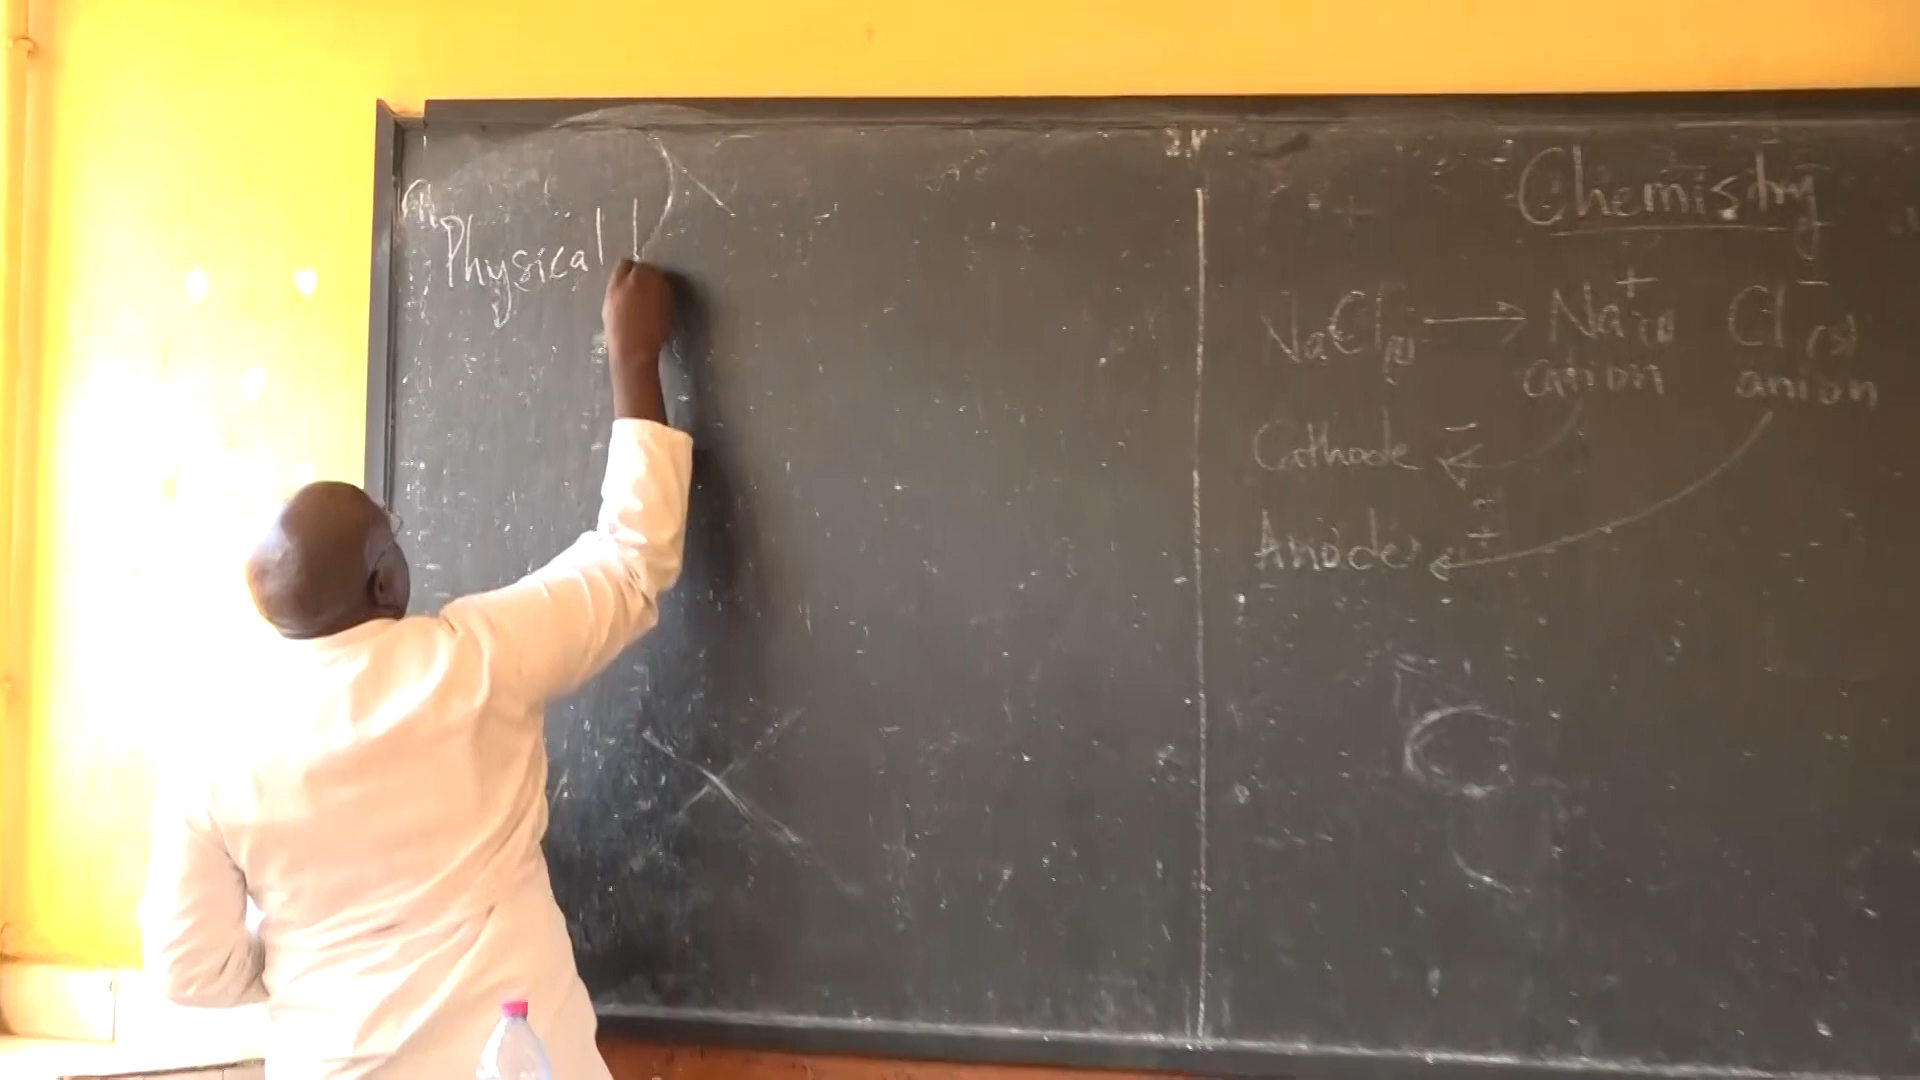 Physical
Chemistry
NaCl(l) → Na⁺(l) Cl⁻(l)
cation anion
Cathode -
Anode +